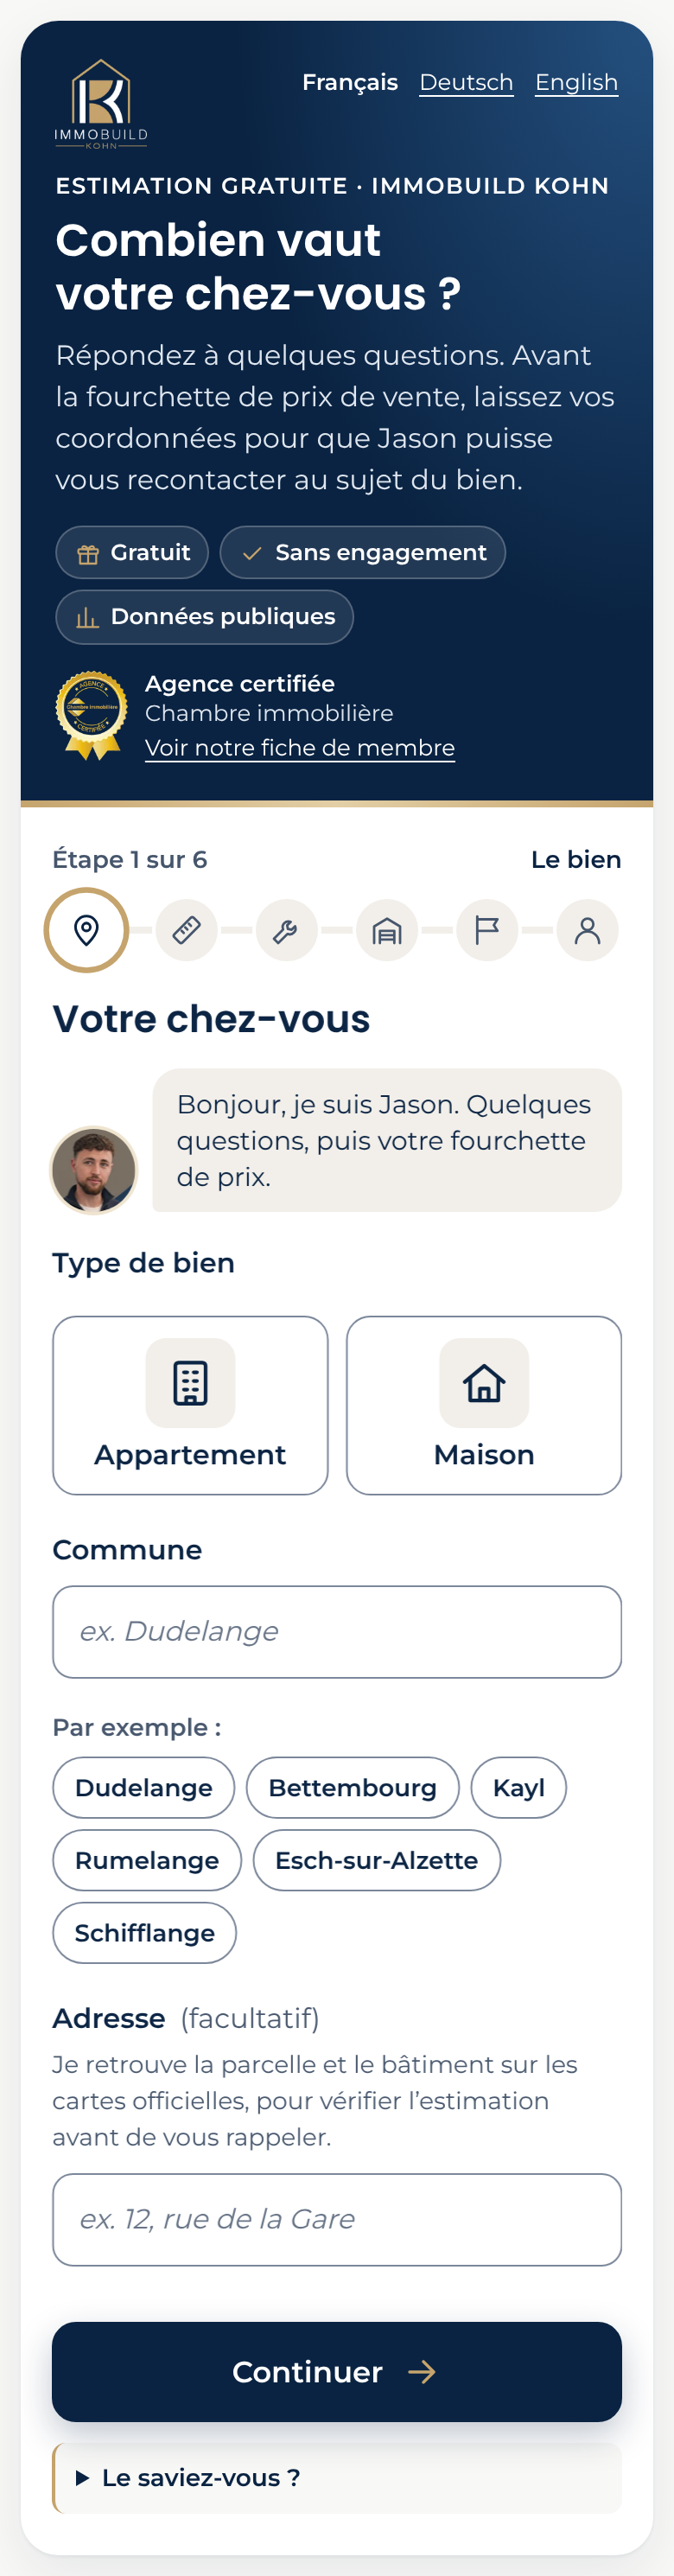 IMMOBUILD
KOHN
Français Deutsch English
ESTIMATION GRATUITE · IMMOBUILD KOHN
Combien vaut
votre chez-vous ?
Répondez à quelques questions. Avant
la fourchette de prix de vente, laissez vos
coordonnées pour que Jason puisse
vous recontacter au sujet du bien.
Gratuit
Sans engagement
Données publiques
AGENCE
Chambre Immobilière
CERTIFIÉE
Agence certifiée
Chambre immobilière
Voir notre fiche de membre
Étape 1 sur 6
Le bien
Votre chez-vous
Bonjour, je suis Jason. Quelques
questions, puis votre fourchette
de prix.
Type de bien
Appartement
Maison
Commune
ex. Dudelange
Par exemple :
Dudelange
Bettembourg
Kayl
Rumelange
Esch-sur-Alzette
Schifflange
Adresse (facultatif)
Je retrouve la parcelle et le bâtiment sur les
cartes officielles, pour vérifier l’estimation
avant de vous rappeler.
ex. 12, rue de la Gare
Continuer
Le saviez-vous ?